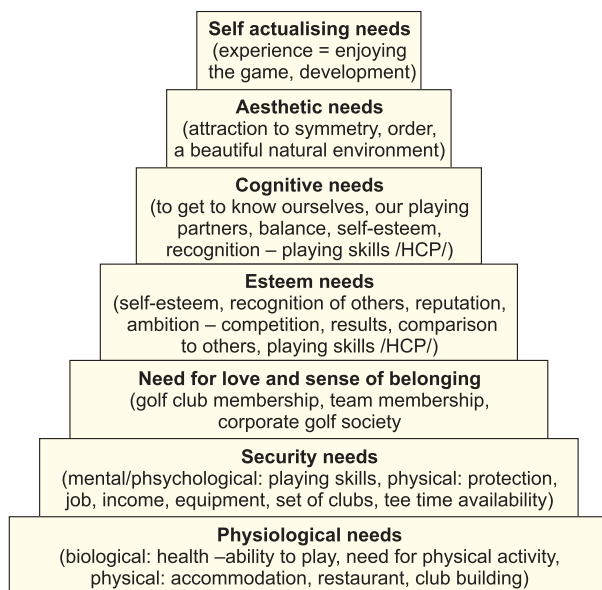 Self actualising needs
(experience = enjoying
the game, development)
Aesthetic needs
(attraction to symmetry, order,
a beautiful natural environment)
Cognitive needs
(to get to know ourselves, our playing
partners, balance, self-esteem,
recognition – playing skills /HCP/)
Esteem needs
(self-esteem, recognition of others, reputation,
ambition – competition, results, comparison
to others, playing skills /HCP/)
Need for love and sense of belonging
(golf club membership, team membership,
corporate golf society
Security needs
(mental/phsychological: playing skills, physical: protection,
job, income, equipment, set of clubs, tee time availability)
Physiological needs
(biological: health –ability to play, need for physical activity,
physical: accommodation, restaurant, club building)